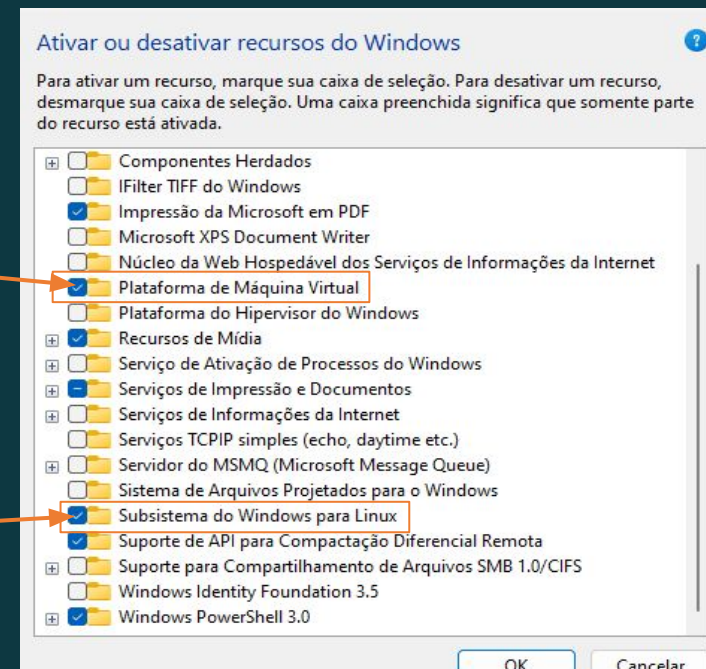 Ativar ou desativar recursos do Windows
?
Para ativar um recurso, marque sua caixa de seleção. Para desativar um recurso,
desmarque sua caixa de seleção. Uma caixa preenchida significa que somente parte
do recurso está ativada.
Componentes Herdados
IFilter TIFF do Windows
Impressão da Microsoft em PDF
Microsoft XPS Document Writer
Núcleo da Web Hospedável dos Serviços de Informações da Internet
Plataforma de Máquina Virtual
Plataforma do Hipervisor do Windows
Recursos de Mídia
Serviço de Ativação de Processos do Windows
Serviços de Impressão e Documentos
Serviços de Informações da Internet
Serviços TCPIP simples (echo, daytime etc.)
Servidor do MSMQ (Microsoft Message Queue)
Sistema de Arquivos Projetados para o Windows
Subsistema do Windows para Linux
Suporte de API para Compactação Diferencial Remota
Suporte para Compartilhamento de Arquivos SMB 1.0/CIFS
Windows Identity Foundation 3.5
Windows PowerShell 3.0
OK Cancelar